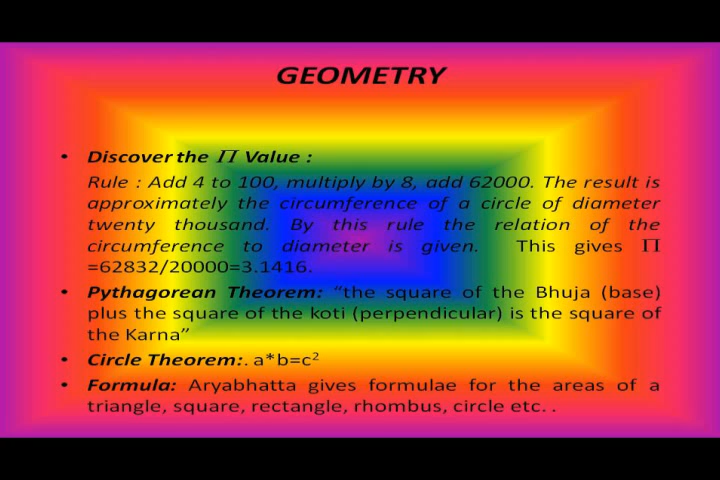 GEOMETRY
• Discover the Π Value :
Rule : Add 4 to 100, multiply by 8, add 62000. The result is
approximately the circumference of a circle of diameter
twenty thousand. By this rule the relation of the
circumference to diameter is given. This gives Π
=62832/20000=3.1416.
• Pythagorean Theorem: “the square of the Bhuja (base)
plus the square of the koti (perpendicular) is the square of
the Karna”
• Circle Theorem:. a*b=c²
• Formula: Aryabhatta gives formulae for the areas of a
triangle, square, rectangle, rhombus, circle etc. .